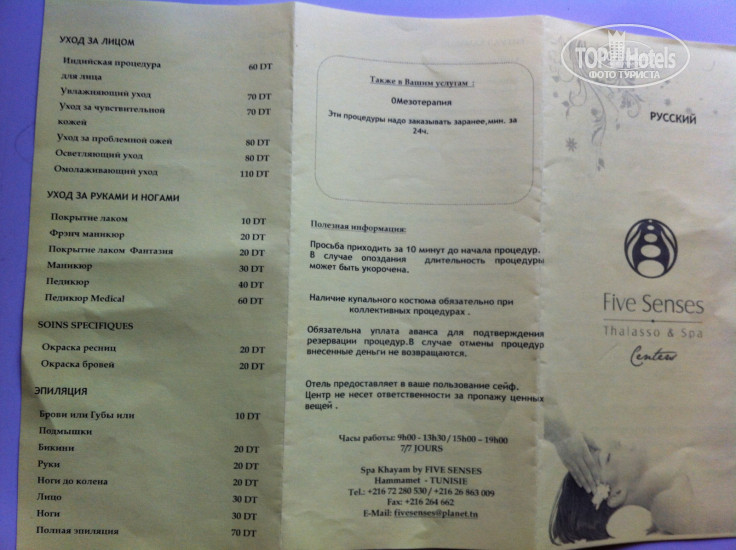 УХОД ЗА ЛИЦОМ
Индийская процедура 60 DT
для лица
Увлажняющий уход 70 DT
Уход за чувствительной 70 DT
кожей
Уход за проблемной ожей 80 DT
Осветляющий уход 80 DT
Омолаживающий уход 110 DT
УХОД ЗА РУКАМИ И НОГАМИ
Покрытие лаком 10 DT
Фрэнч маникюр 20 DT
Покрытие лаком Фантазия 20 DT
Маникюр 30 DT
Педикюр 40 DT
Педикюр Medical 60 DT
SOINS SPECIFIQUES
Окраска ресниц 20 DT
Окраска бровей 20 DT
ЭПИЛЯЦИЯ
Брови или Губы или 10 DT
Подмышки
Бикини 20 DT
Руки 20 DT
Ноги до колена 20 DT
Лицо 30 DT
Ноги 30 DT
Полная эпиляция 70 DT
Также в Вашим услугам :
0Мезотерапия
Эти процедуры надо заказывать заранее,мин. за
24ч.
Полезная информация:
Просьба приходить за 10 минут до начала процедур.
В случае опоздания длительность процедуры
может быть укорочена.
Наличие купального костюма обязательно при
коллективных процедурах .
Обязательна уплата аванса для подтверждения
резервации процедур.В случае отмены процедур
внесенные деньги не возвращаются.
Отель предоставляет в ваше пользование сейф.
Центр не несет ответственности за пропажу ценных
вещей .
Часы работы: 9h00 - 13h30 / 15h00 – 19h00
7/7 JOURS
Spa Khayam by FIVE SENSES
Hammamet - TUNISIE
Tel.: +216 72 280 530 / +216 26 863 009
Fax: +216 264 662
E-Mail: fivesenses@planet.tn
TOP Hotels
ФОТО ТУРИСТА
РУССКИЙ
Five Senses
Thalasso & Spa
Centers